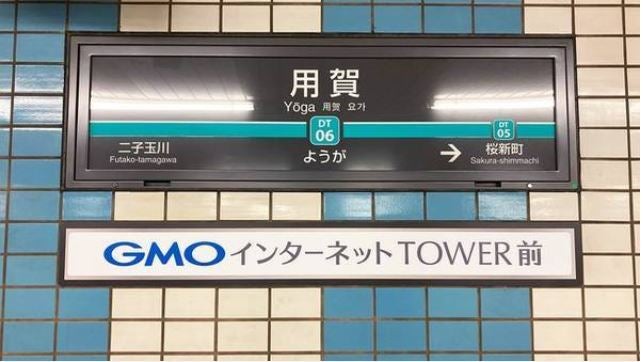 用賀
Yōga 用贺 요가
DT
06
DT
05
二子玉川
Futako-tamagawa
ようが
→
桜新町
Sakura-shimmachi
GMOインターネットTOWER前